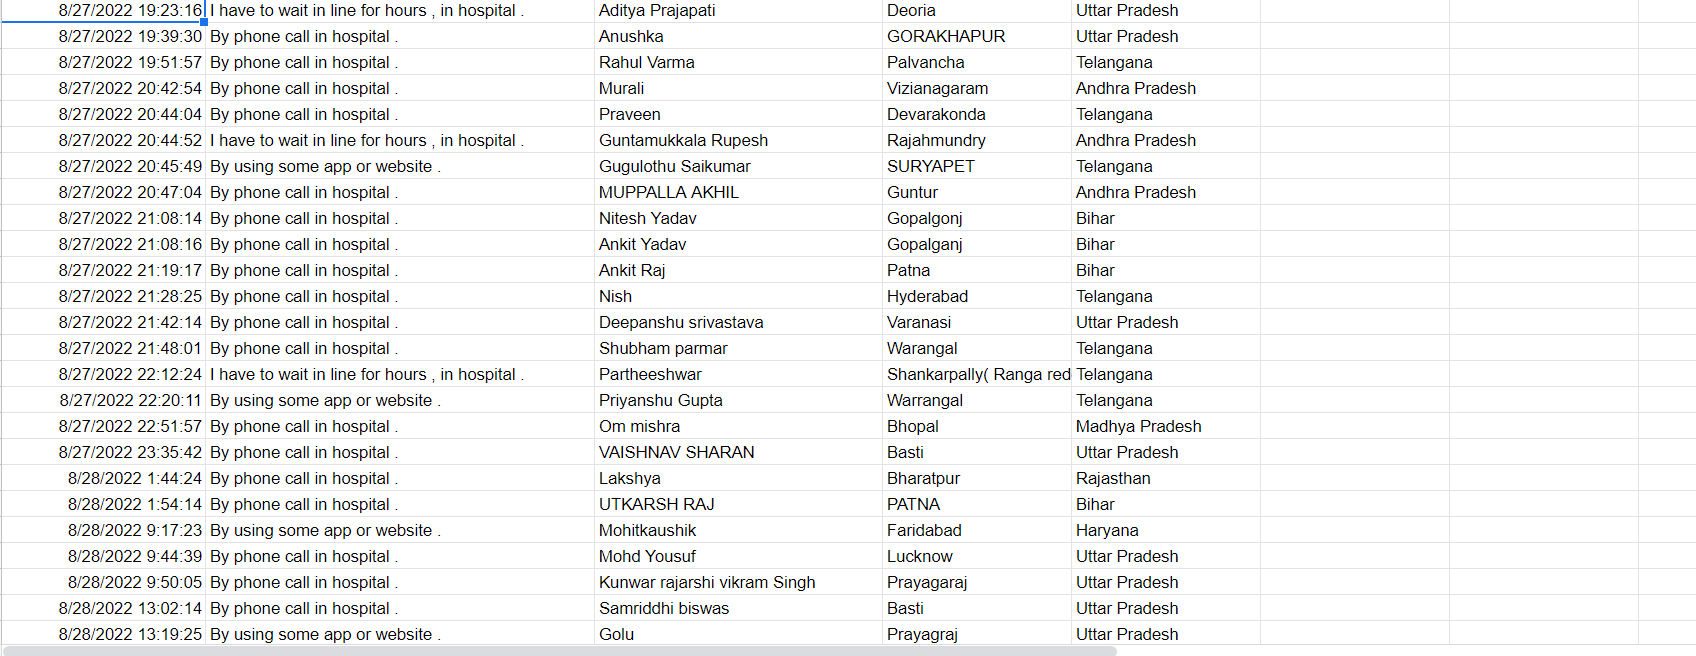 8/27/2022 19:23:16 I have to wait in line for hours , in hospital . Aditya Prajapati Deoria Uttar Pradesh
8/27/2022 19:39:30 By phone call in hospital . Anushka GORAKHAPUR Uttar Pradesh
8/27/2022 19:51:57 By phone call in hospital . Rahul Varma Palvancha Telangana
8/27/2022 20:42:54 By phone call in hospital . Murali Vizianagaram Andhra Pradesh
8/27/2022 20:44:04 By phone call in hospital . Praveen Devarakonda Telangana
8/27/2022 20:44:52 I have to wait in line for hours , in hospital . Guntamukkala Rupesh Rajahmundry Andhra Pradesh
8/27/2022 20:45:49 By using some app or website . Gugulothu Saikumar SURYAPET Telangana
8/27/2022 20:47:04 By phone call in hospital . MUPPALLA AKHIL Guntur Andhra Pradesh
8/27/2022 21:08:14 By phone call in hospital . Nitesh Yadav Gopalgonj Bihar
8/27/2022 21:08:16 By phone call in hospital . Ankit Yadav Gopalganj Bihar
8/27/2022 21:19:17 By phone call in hospital . Ankit Raj Patna Bihar
8/27/2022 21:28:25 By phone call in hospital . Nish Hyderabad Telangana
8/27/2022 21:42:14 By phone call in hospital . Deepanshu srivastava Varanasi Uttar Pradesh
8/27/2022 21:48:01 By phone call in hospital . Shubham parmar Warangal Telangana
8/27/2022 22:12:24 I have to wait in line for hours , in hospital . Partheeshwar Shankarpally( Ranga red Telangana
8/27/2022 22:20:11 By using some app or website . Priyanshu Gupta Warrangal Telangana
8/27/2022 22:51:57 By phone call in hospital . Om mishra Bhopal Madhya Pradesh
8/27/2022 23:35:42 By phone call in hospital . VAISHNAV SHARAN Basti Uttar Pradesh
8/28/2022 1:44:24 By phone call in hospital . Lakshya Bharatpur Rajasthan
8/28/2022 1:54:14 By phone call in hospital . UTKARSH RAJ PATNA Bihar
8/28/2022 9:17:23 By using some app or website . Mohitkaushik Faridabad Haryana
8/28/2022 9:44:39 By phone call in hospital . Mohd Yousuf Lucknow Uttar Pradesh
8/28/2022 9:50:05 By phone call in hospital . Kunwar rajarshi vikram Singh Prayagaraj Uttar Pradesh
8/28/2022 13:02:14 By phone call in hospital . Samriddhi biswas Basti Uttar Pradesh
8/28/2022 13:19:25 By using some app or website . Golu Prayagraj Uttar Pradesh